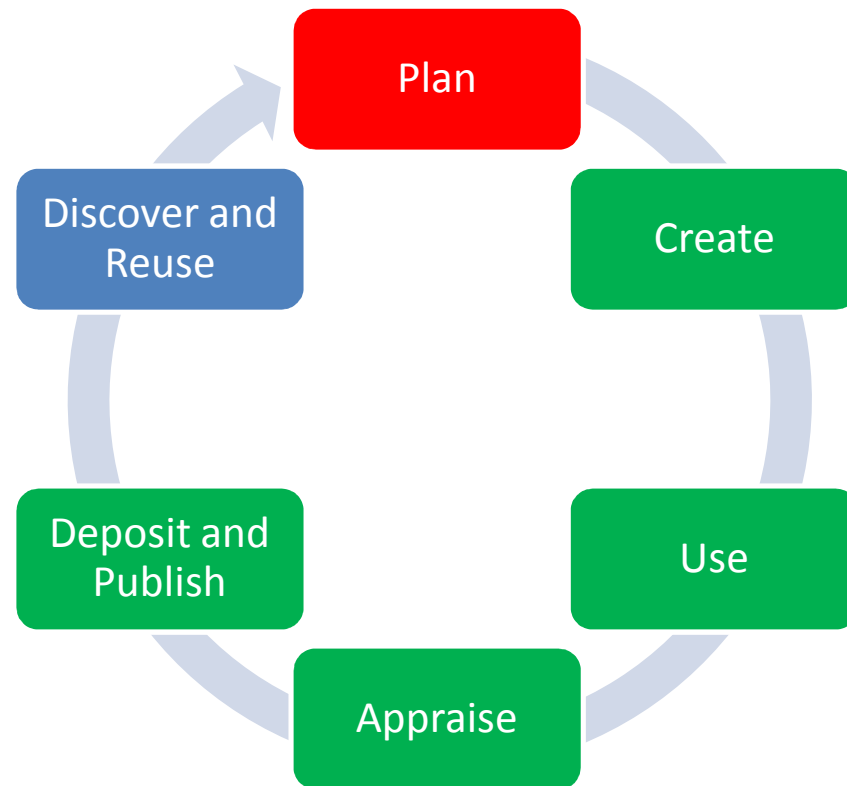 Plan
Create
Use
Appraise
Deposit and
Publish
Discover and
Reuse